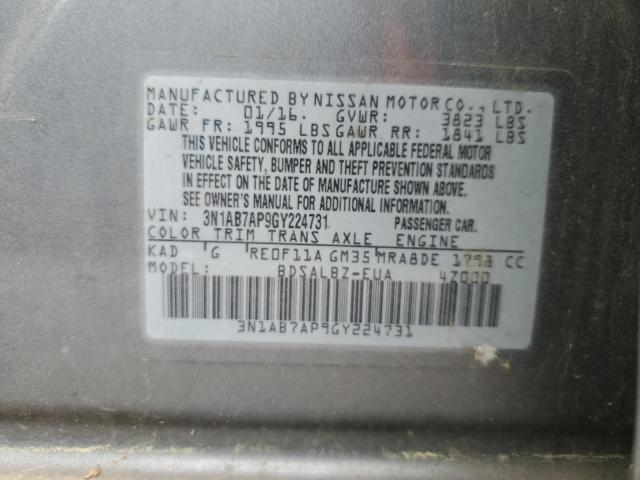 MANUFACTURED BY NISSAN MOTOR CO., LTD.
DATE: 01/16. GVWR: 3823 LBS
GAWR FR: 1995 LBS GAWR RR: 1841 LBS
THIS VEHICLE CONFORMS TO ALL APPLICABLE FEDERAL MOTOR
VEHICLE SAFETY, BUMPER AND THEFT PREVENTION STANDARDS
IN EFFECT ON THE DATE OF MANUFACTURE SHOWN ABOVE.
SEE OWNER'S MANUAL FOR ADDITIONAL INFORMATION.
VIN: 3N1AB7AP9GY224731 PASSENGER CAR.
COLOR TRIM TRANS AXLE ENGINE
KAD G RE0F11A GM35 MRA8DE 1798 CC
MODEL: BDSALBZ-EUA 47000
3N1AB7AP9GY224731